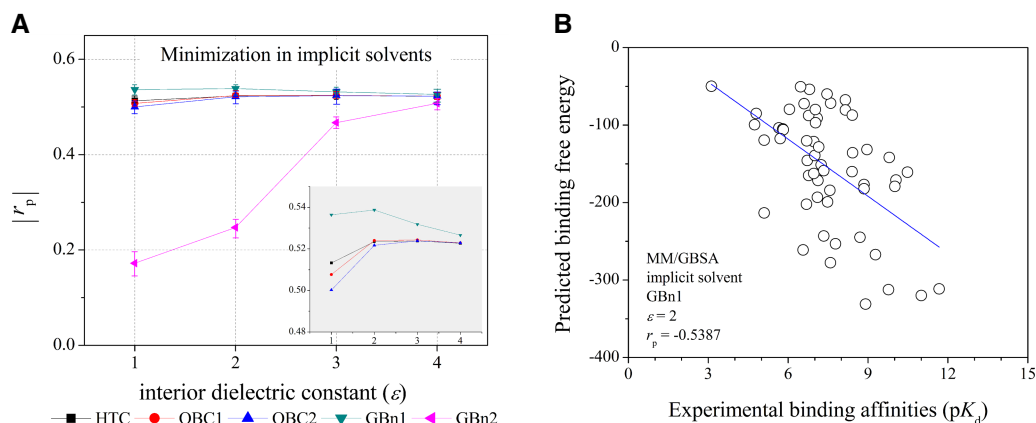 A
Minimization in implicit solvents
0.6
0.4
0.2
0.0
|rp|
0.54
0.52
0.50
0.48
1 2 3 4
1 2 3 4
interior dielectric constant (ε)
HTC OBC1 OBC2 GBn1 GBn2
B
0
-100
-200
-300
-400
Predicted binding free energy
MM/GBSA
implicit solvent
GBn1
ε = 2
rp = -0.5387
0 3 6 9 12 15
Experimental binding affinities (pKd)